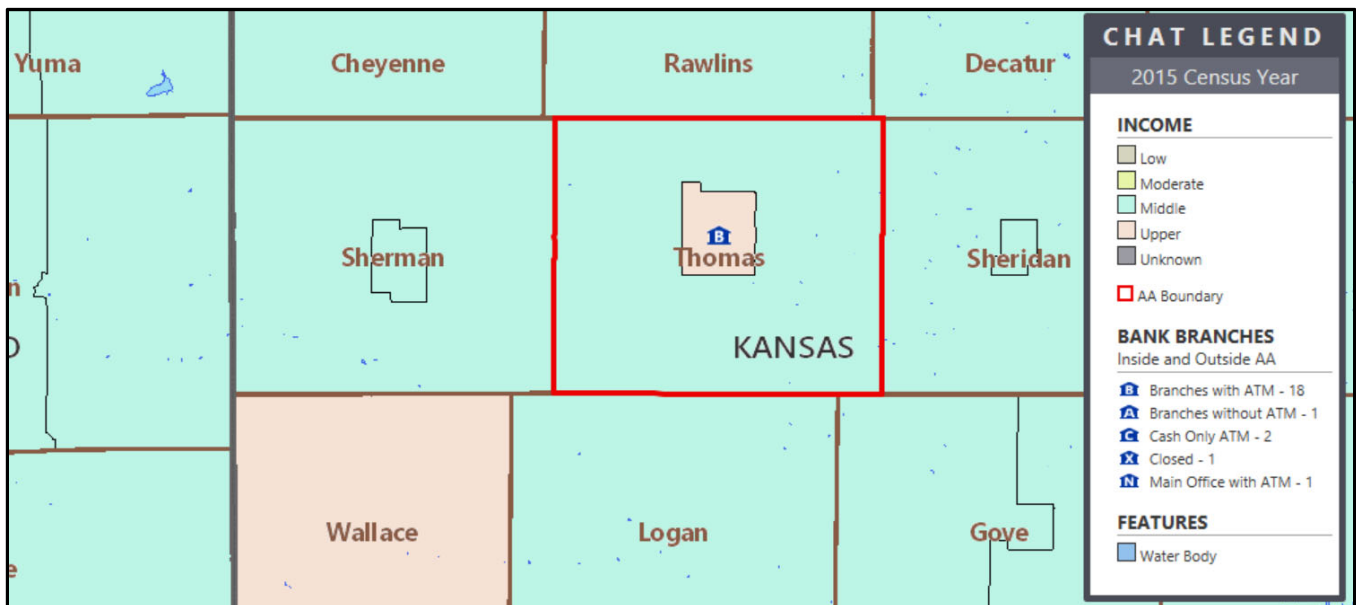 Yuma
Cheyenne
Rawlins
Decatur
Sherman
B
Thomas
Sheridan
KANSAS
Wallace
Logan
Gove
CHAT LEGEND
2015 Census Year
INCOME
Low
Moderate
Middle
Upper
Unknown
AA Boundary
BANK BRANCHES
Inside and Outside AA
B Branches with ATM - 18
A Branches without ATM - 1
C Cash Only ATM - 2
X Closed - 1
N Main Office with ATM - 1
FEATURES
Water Body